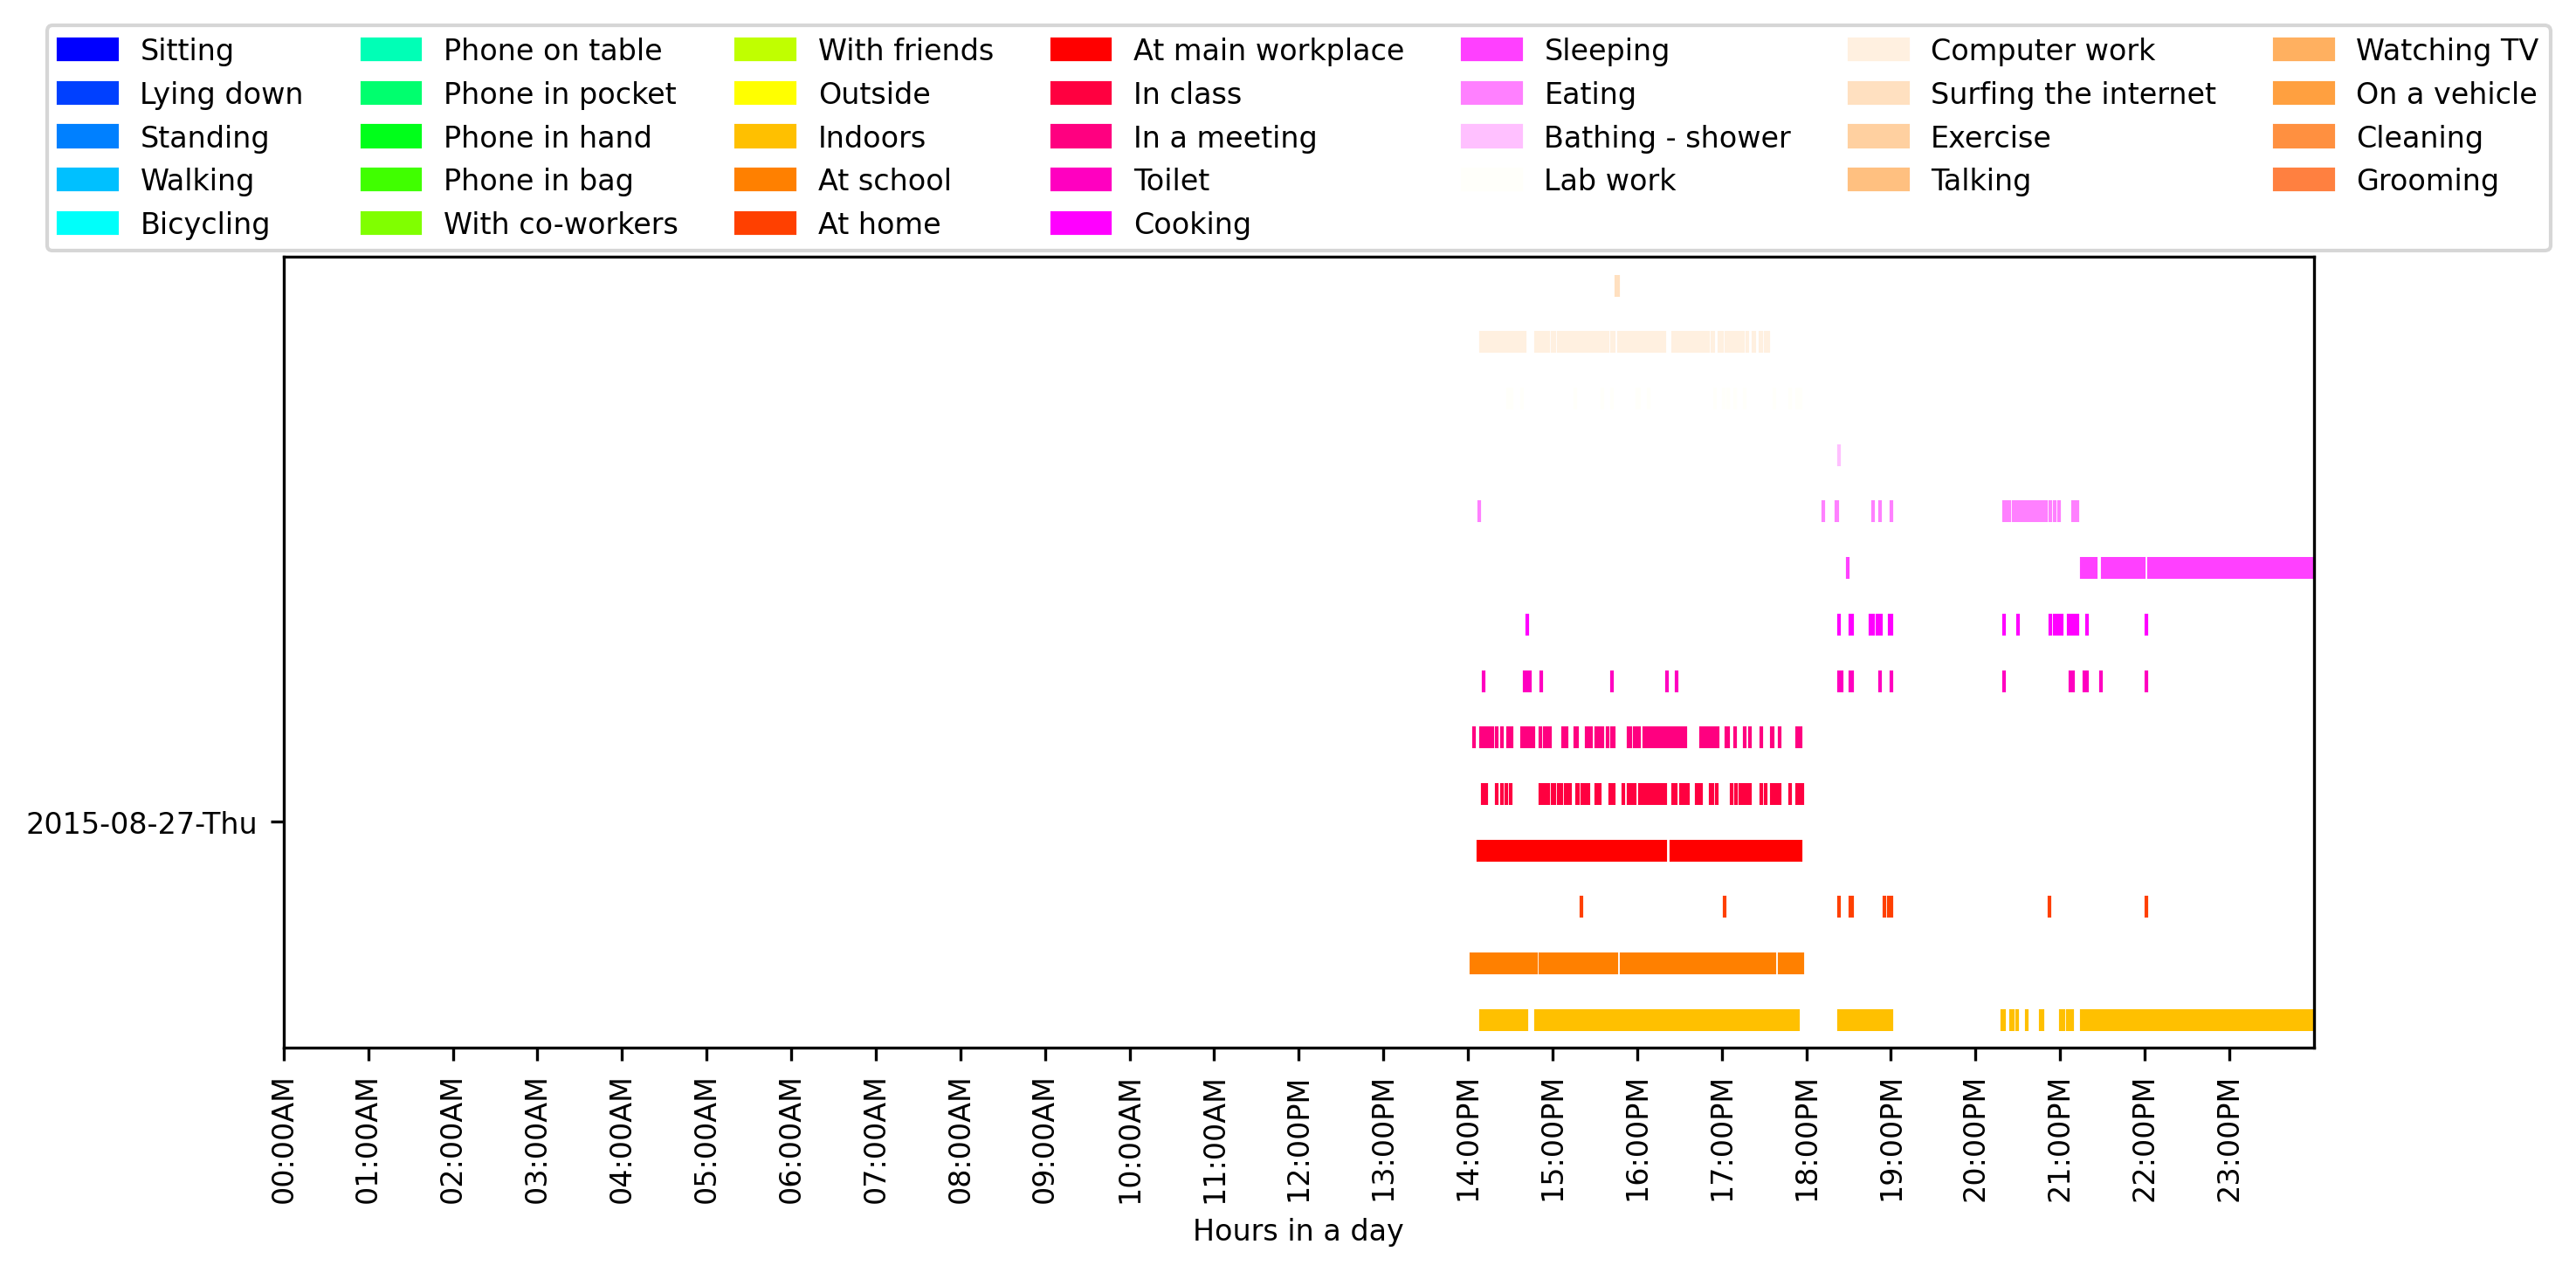 Sitting
Lying down
Standing
Walking
Bicycling
Phone on table
Phone in pocket
Phone in hand
Phone in bag
With co-workers
With friends
Outside
Indoors
At school
At home
At main workplace
In class
In a meeting
Toilet
Cooking
Sleeping
Eating
Bathing - shower
Lab work
Computer work
Surfing the internet
Exercise
Talking
Watching TV
On a vehicle
Cleaning
Grooming
2015-08-27-Thu
00:00AM
01:00AM
02:00AM
03:00AM
04:00AM
05:00AM
06:00AM
07:00AM
08:00AM
09:00AM
10:00AM
11:00AM
12:00PM
13:00PM
14:00PM
15:00PM
16:00PM
17:00PM
18:00PM
19:00PM
20:00PM
21:00PM
22:00PM
23:00PM
Hours in a day